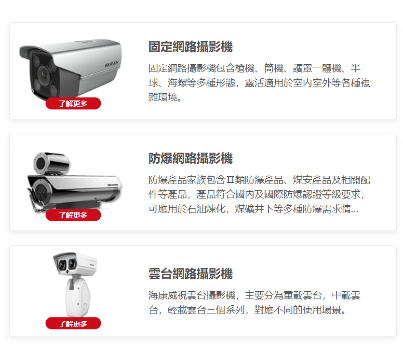 固定網路攝影機
固定網路攝影機包含槍機、筒機、護罩一體機、半
球、海螺等多種形態，靈活適用於室內室外等各種複
雜環境。
了解更多
防爆網路攝影機
防爆產品家族包含II類防爆產品、煤安產品及相關配
件等產品，產品符合國內及國際防爆認證等級要求，
可應用於石油煉化，煤礦井下等多種防爆需求情...
了解更多
雲台網路攝影機
海康威視雲台攝影機，主要分為重載雲台，中載雲
台，輕載雲台三個系列，對應不同的使用場景。
了解更多